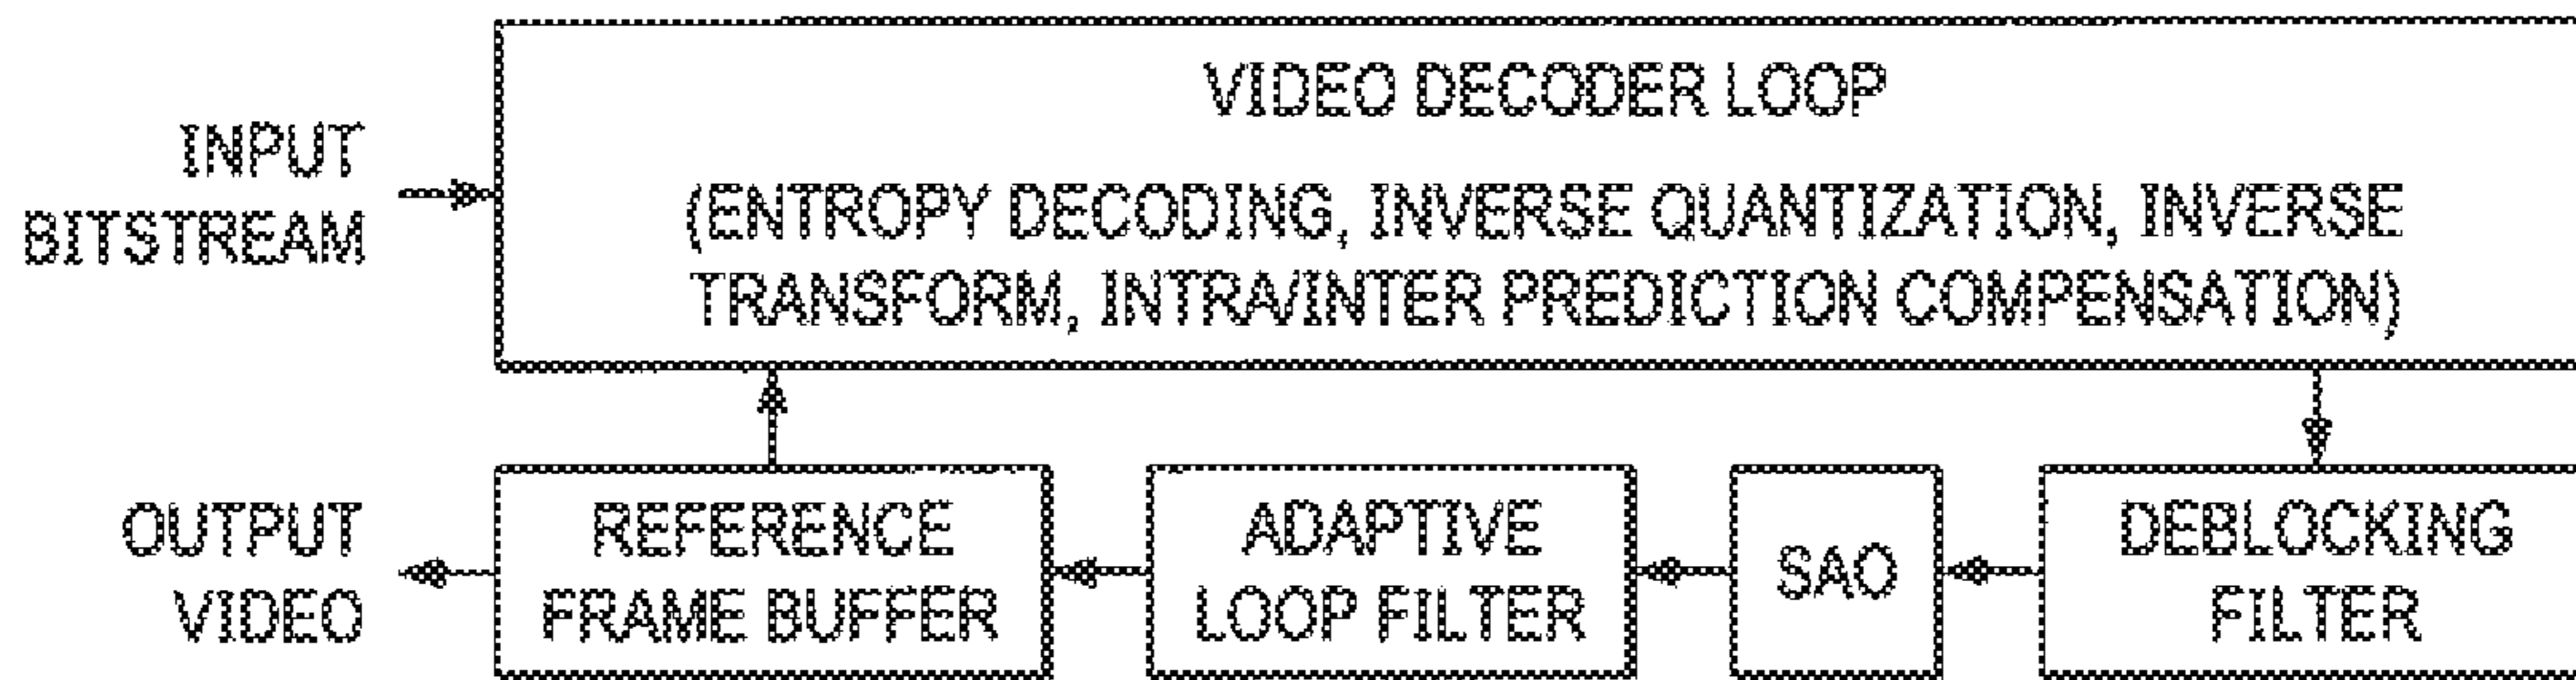 VIDEO DECODER LOOP
INPUT
BITSTREAM
(ENTROPY DECODING, INVERSE QUANTIZATION, INVERSE
TRANSFORM, INTRA/INTER PREDICTION COMPENSATION)
OUTPUT
VIDEO
REFERENCE
FRAME BUFFER
ADAPTIVE
LOOP FILTER
SAO
DEBLOCKING
FILTER